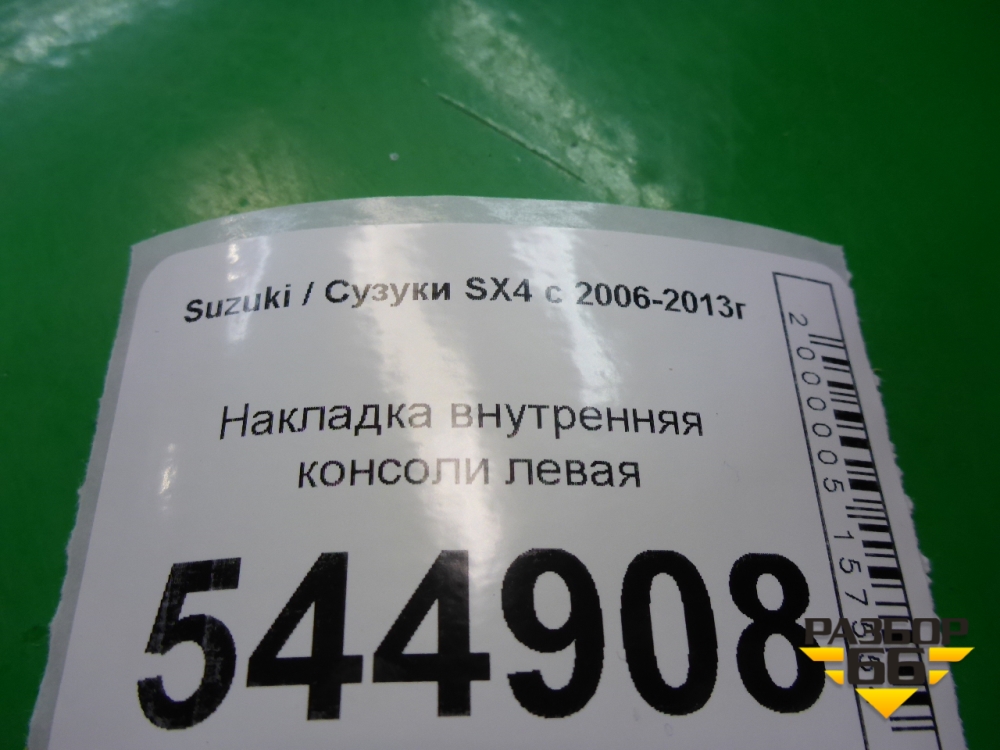 Suzuki / Сузуки SX4 с 2006-2013г
Накладка внутренняя
консоли левая
544908
РАЗБОР
66